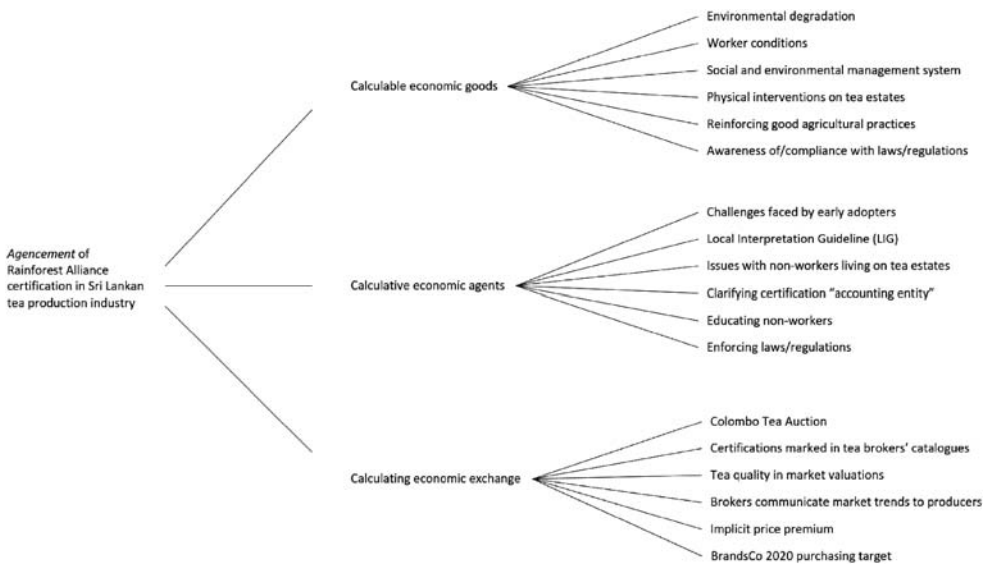 Agencement of
Rainforest Alliance
certification in Sri Lankan
tea production industry
Calculable economic goods
Environmental degradation
Worker conditions
Social and environmental management system
Physical interventions on tea estates
Reinforcing good agricultural practices
Awareness of/compliance with laws/regulations
Calculative economic agents
Challenges faced by early adopters
Local Interpretation Guideline (LIG)
Issues with non-workers living on tea estates
Clarifying certification “accounting entity”
Educating non-workers
Enforcing laws/regulations
Calculating economic exchange
Colombo Tea Auction
Certifications marked in tea brokers’ catalogues
Tea quality in market valuations
Brokers communicate market trends to producers
Implicit price premium
BrandsCo 2020 purchasing target